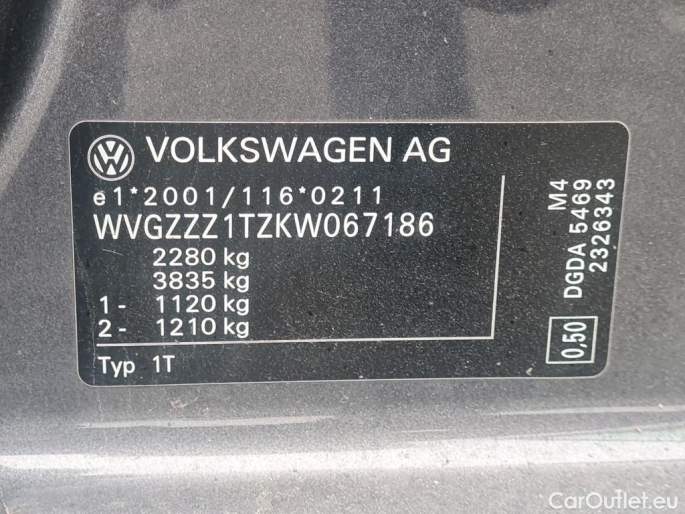 VOLKSWAGEN AG
e1*2001/116*0211
WVGZZZ1TZKW067186
2280 kg
3835 kg
1 - 1120 kg
2 - 1210 kg
Typ 1T
M4
DGDA 5469
2326343
0,50
CarOutlet.eu